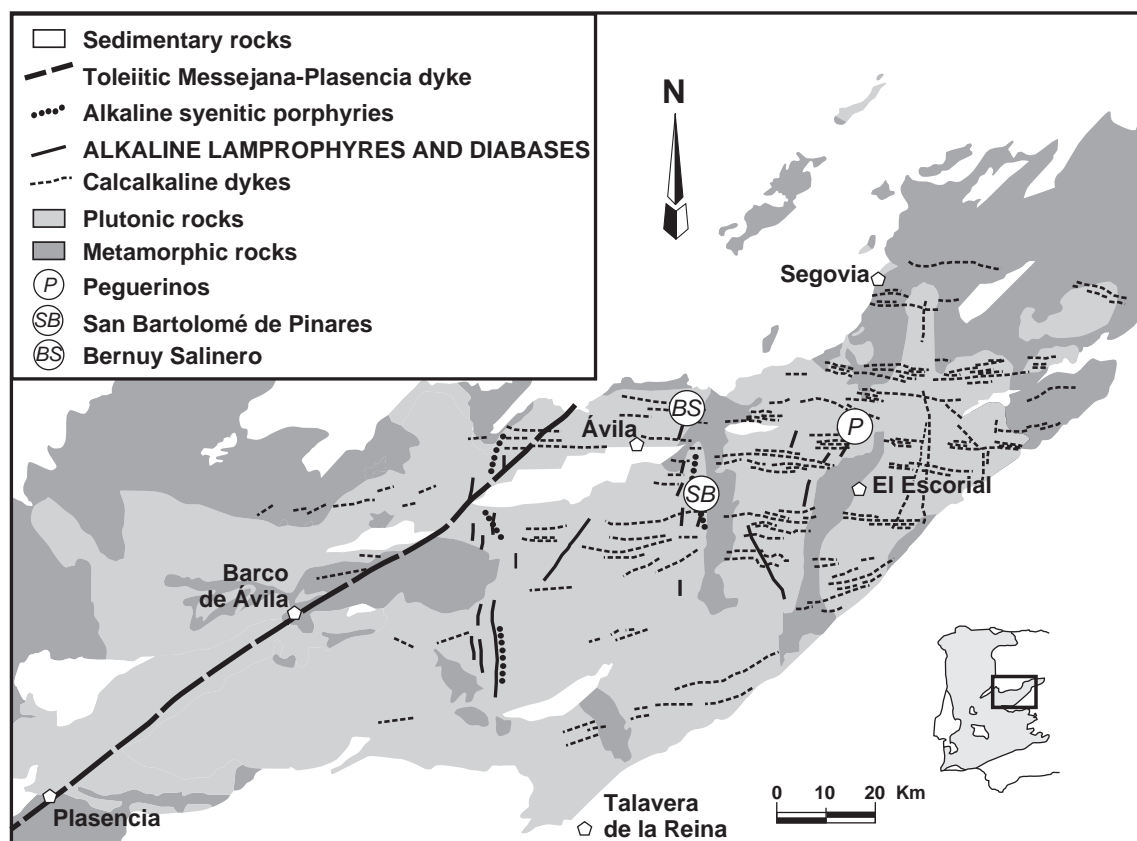 Sedimentary rocks
Toleiitic Messejana-Plasencia dyke
Alkaline syenitic porphyries
ALKALINE LAMPROPHYRES AND DIABASES
Calcalkaline dykes
Plutonic rocks
Metamorphic rocks
P Peguerinos
SB San Bartolomé de Pinares
BS Bernuy Salinero
N
Segovia
BS
Ávila
P
SB
El Escorial
Barco
de Ávila
Plasencia
Talavera
de la Reina
0 10 20 Km